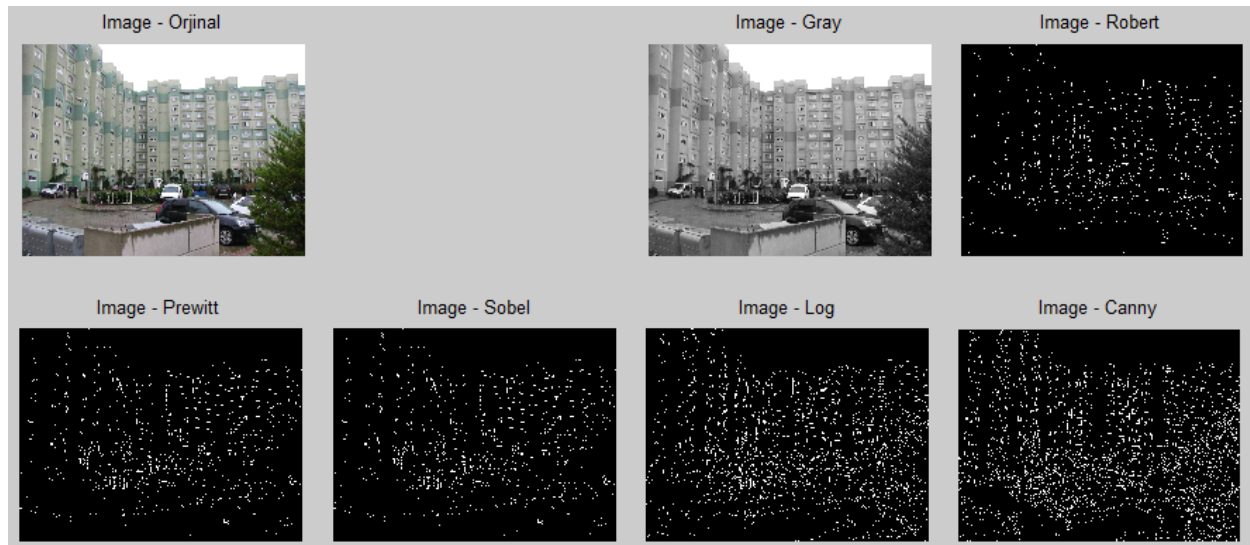 Image - Orjinal
Image - Gray
Image - Robert
Image - Prewitt
Image - Sobel
Image - Log
Image - Canny